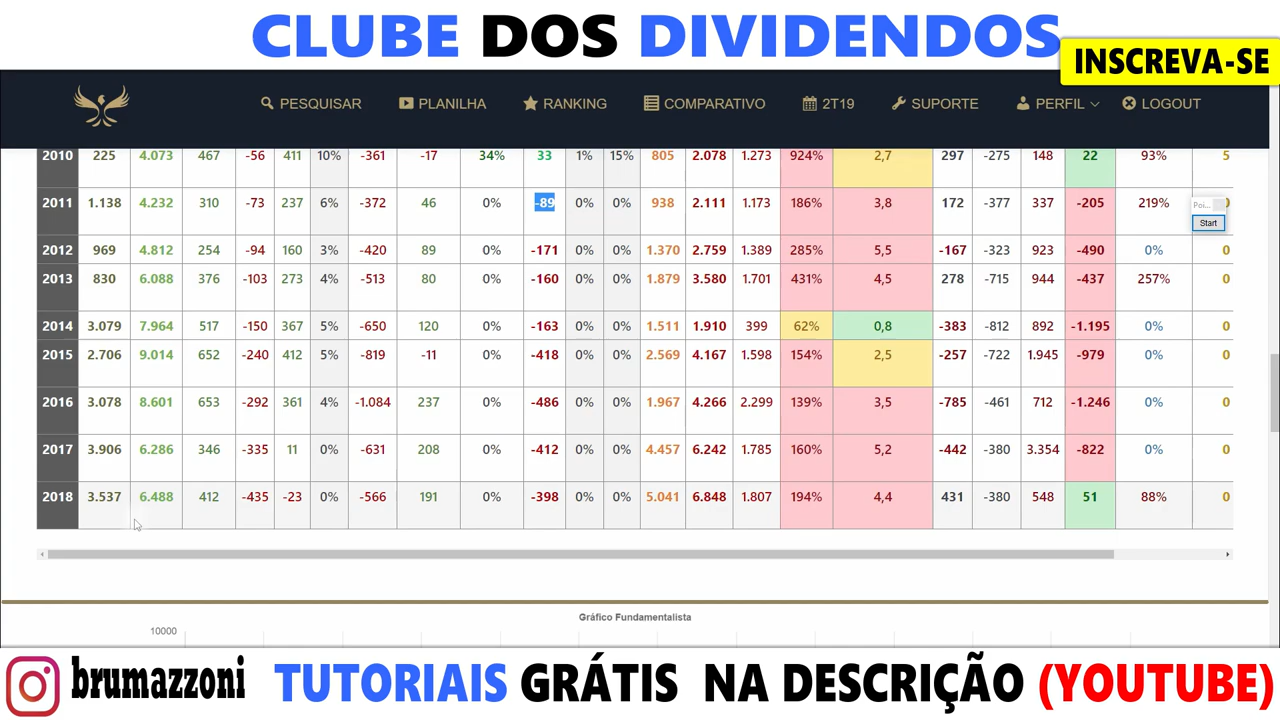 CLUBE DOS DIVIDENDOS
INSCREVA-SE
PESQUISAR PLANILHA RANKING COMPARATIVO 2T19 SUPORTE PERFIL LOGOUT
2010 225 4.073 467 -56 411 10% -361 -17 34% 33 1% 15% 805 2.078 1.273 924% 2,7 297 -275 148 22 93% 5
2011 1.138 4.232 310 -73 237 6% -372 46 0% -89 0% 0% 938 2.111 1.173 186% 3,8 172 -377 337 -205 219% 0
Poi...
Start
2012 969 4.812 254 -94 160 3% -420 89 0% -171 0% 0% 1.370 2.759 1.389 285% 5,5 -167 -323 923 -490 0% 0
2013 830 6.088 376 -103 273 4% -513 80 0% -160 0% 0% 1.879 3.580 1.701 431% 4,5 278 -715 944 -437 257% 0
2014 3.079 7.964 517 -150 367 5% -650 120 0% -163 0% 0% 1.511 1.910 399 62% 0,8 -383 -812 892 -1.195 0% 0
2015 2.706 9.014 652 -240 412 5% -819 -11 0% -418 0% 0% 2.569 4.167 1.598 154% 2,5 -257 -722 1.945 -979 0% 0
2016 3.078 8.601 653 -292 361 4% -1.084 237 0% -486 0% 0% 1.967 4.266 2.299 139% 3,5 -785 -461 712 -1.246 0% 0
2017 3.906 6.286 346 -335 11 0% -631 208 0% -412 0% 0% 4.457 6.242 1.785 160% 5,2 -442 -380 3.354 -822 0% 0
2018 3.537 6.488 412 -435 -23 0% -566 191 0% -398 0% 0% 5.041 6.848 1.807 194% 4,4 431 -380 548 51 88% 0
Gráfico Fundamentalista
10000
brumazzoni TUTORIAIS GRÁTIS NA DESCRIÇÃO (YOUTUBE)